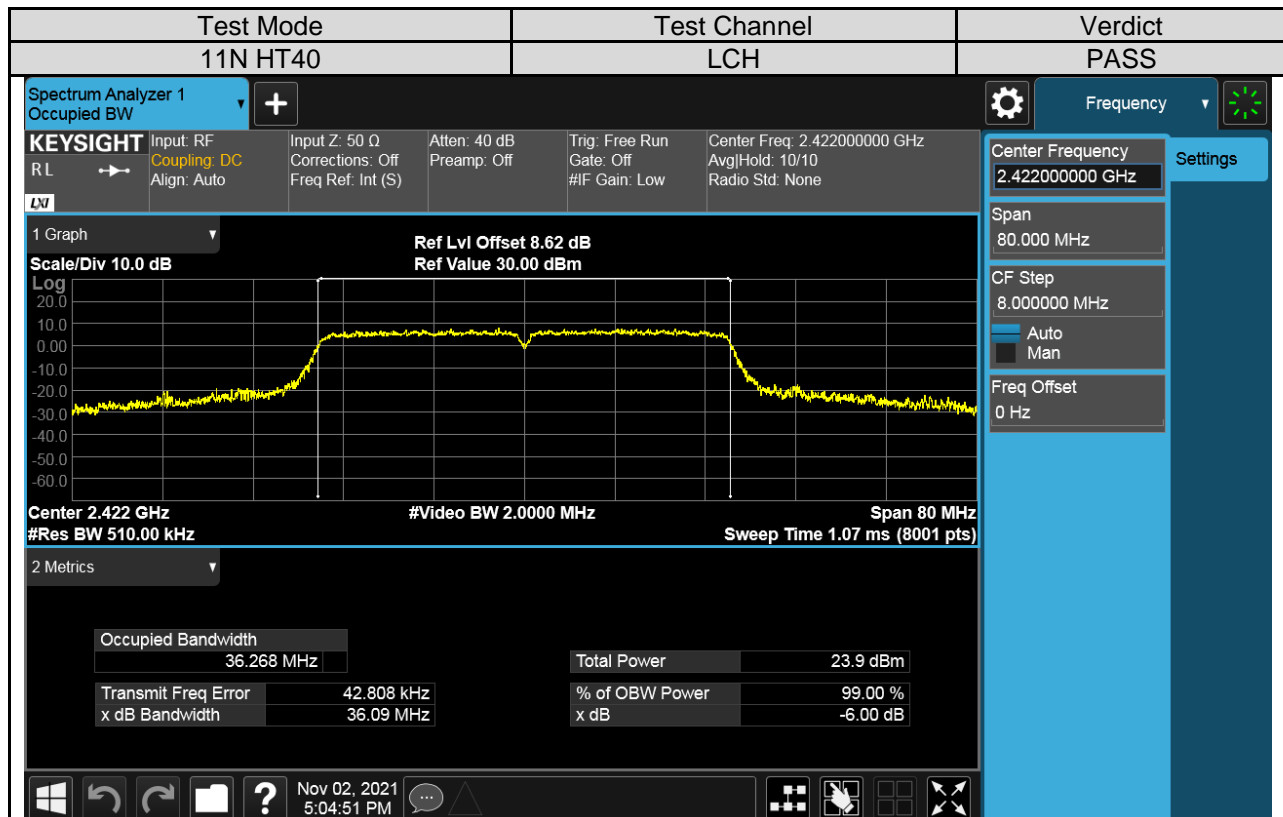 Test Mode Test Channel Verdict
11N HT40 LCH PASS
Spectrum Analyzer 1
Occupied BW
+
Frequency
KEYSIGHT Input: RF Input Z: 50 Ω Atten: 40 dB Trig: Free Run Center Freq: 2.422000000 GHz
RL Coupling: DC Corrections: Off Preamp: Off Gate: Off Avg|Hold: 10/10
Align: Auto Freq Ref: Int (S) #IF Gain: Low Radio Std: None
LXI
Center Frequency
2.422000000 GHz
Settings
Span
80.000 MHz
CF Step
8.000000 MHz
Auto
Man
Freq Offset
0 Hz
1 Graph
Ref Lvl Offset 8.62 dB
Scale/Div 10.0 dB Ref Value 30.00 dBm
Log
20.0
10.0
0.00
-10.0
-20.0
-30.0
-40.0
-50.0
-60.0
Center 2.422 GHz #Video BW 2.0000 MHz Span 80 MHz
#Res BW 510.00 kHz Sweep Time 1.07 ms (8001 pts)
2 Metrics
Occupied Bandwidth
36.268 MHz Total Power 23.9 dBm
Transmit Freq Error 42.808 kHz % of OBW Power 99.00 %
x dB Bandwidth 36.09 MHz x dB -6.00 dB
? Nov 02, 2021
5:04:51 PM